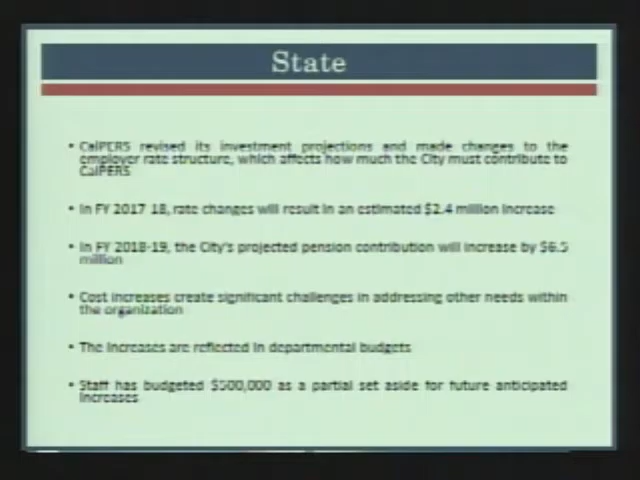 State
• CalPERS revised its investment projections and made changes to the
employer rate structure, which affects how much the City must contribute to
CalPERS
• In FY 2017-18, rate changes will result in an estimated $2.4 million increase
• In FY 2018-19, the City's projected pension contribution will increase by $6.5
million
• Cost increases create significant challenges in addressing other needs within
the organization
• The increases are reflected in departmental budgets
• Staff has budgeted $500,000 as a partial set aside for future anticipated
increases